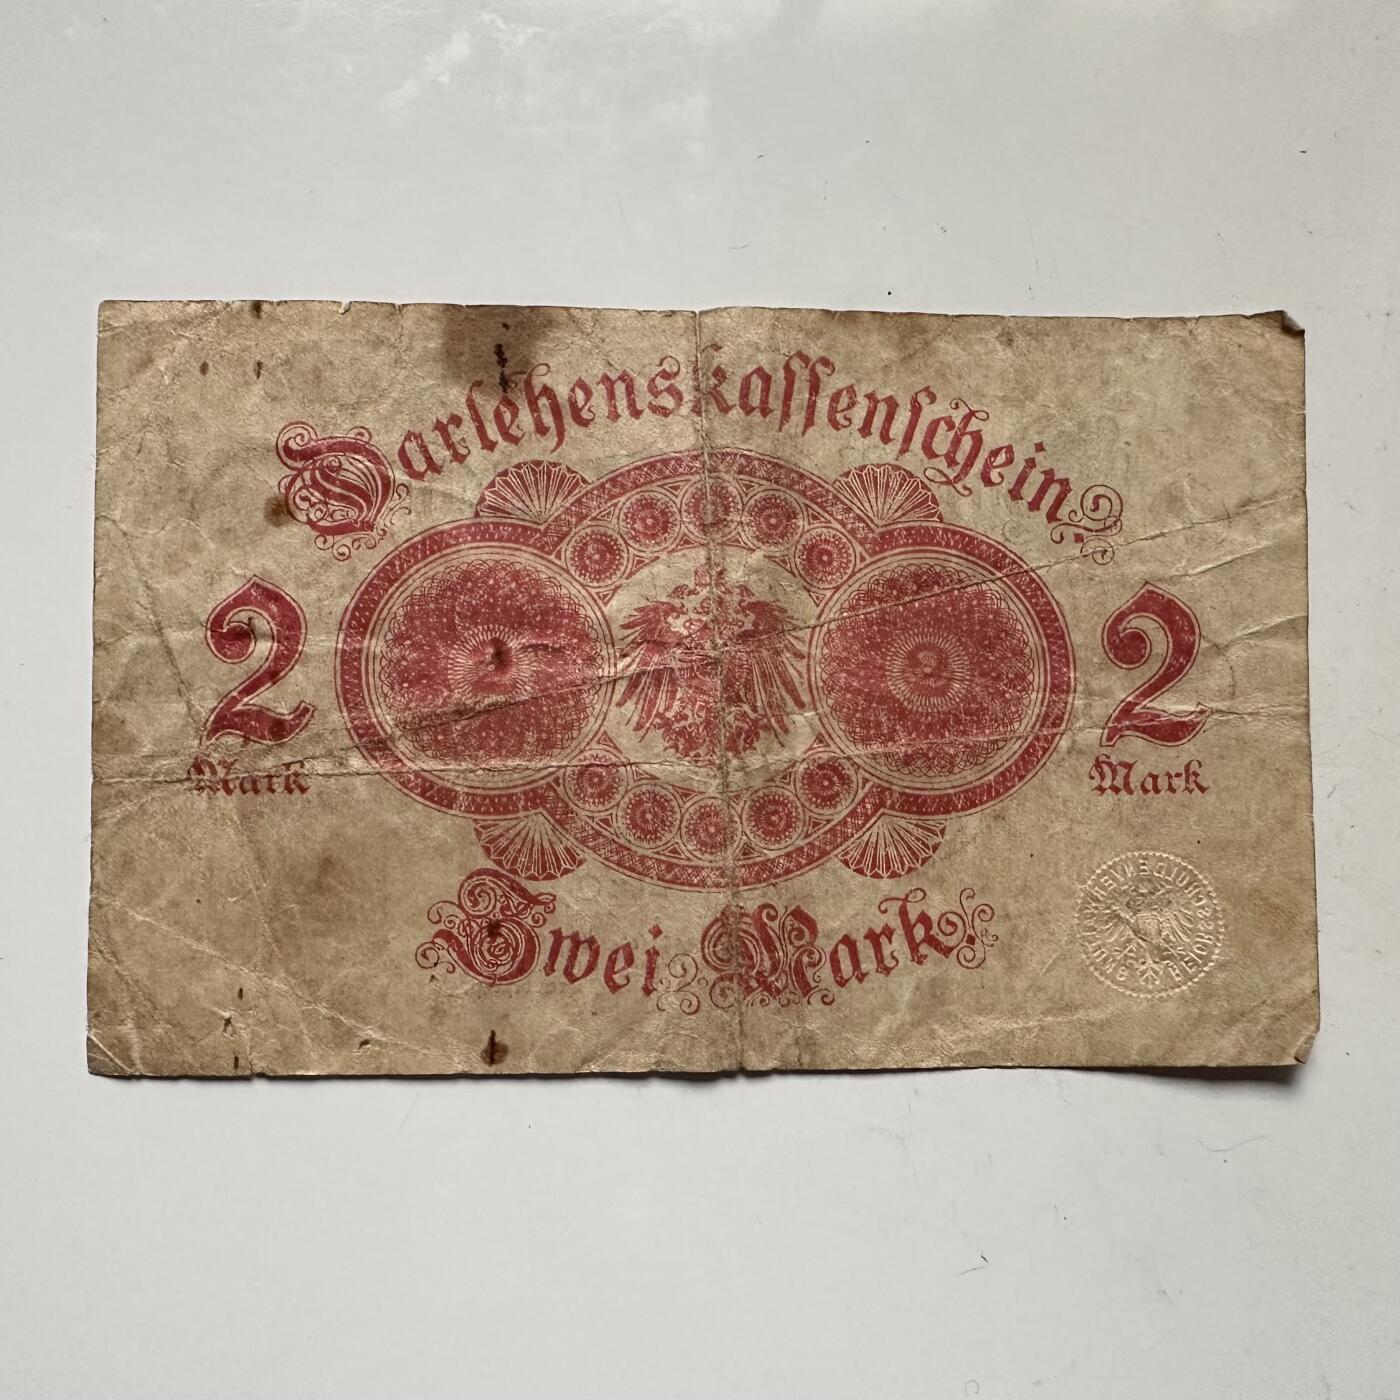 Darlehenskassenschein
2 2
Mark Mark
Zwei Mark